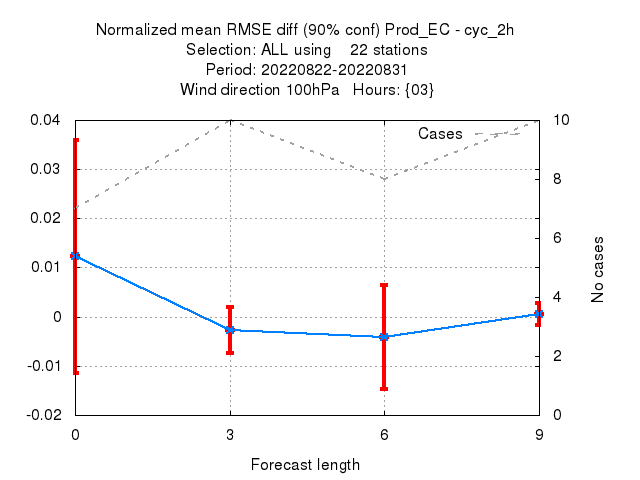 Normalized mean RMSE diff (90% conf) Prod_EC - cyc_2h
Selection: ALL using    22 stations
Period: 20220822-20220831
Wind direction 100hPa   Hours: {03}
Cases
0.04
0.03
0.02
0.01
0
-0.01
-0.02
10
8
6
4
2
0
No cases
0 3 6 9
Forecast length